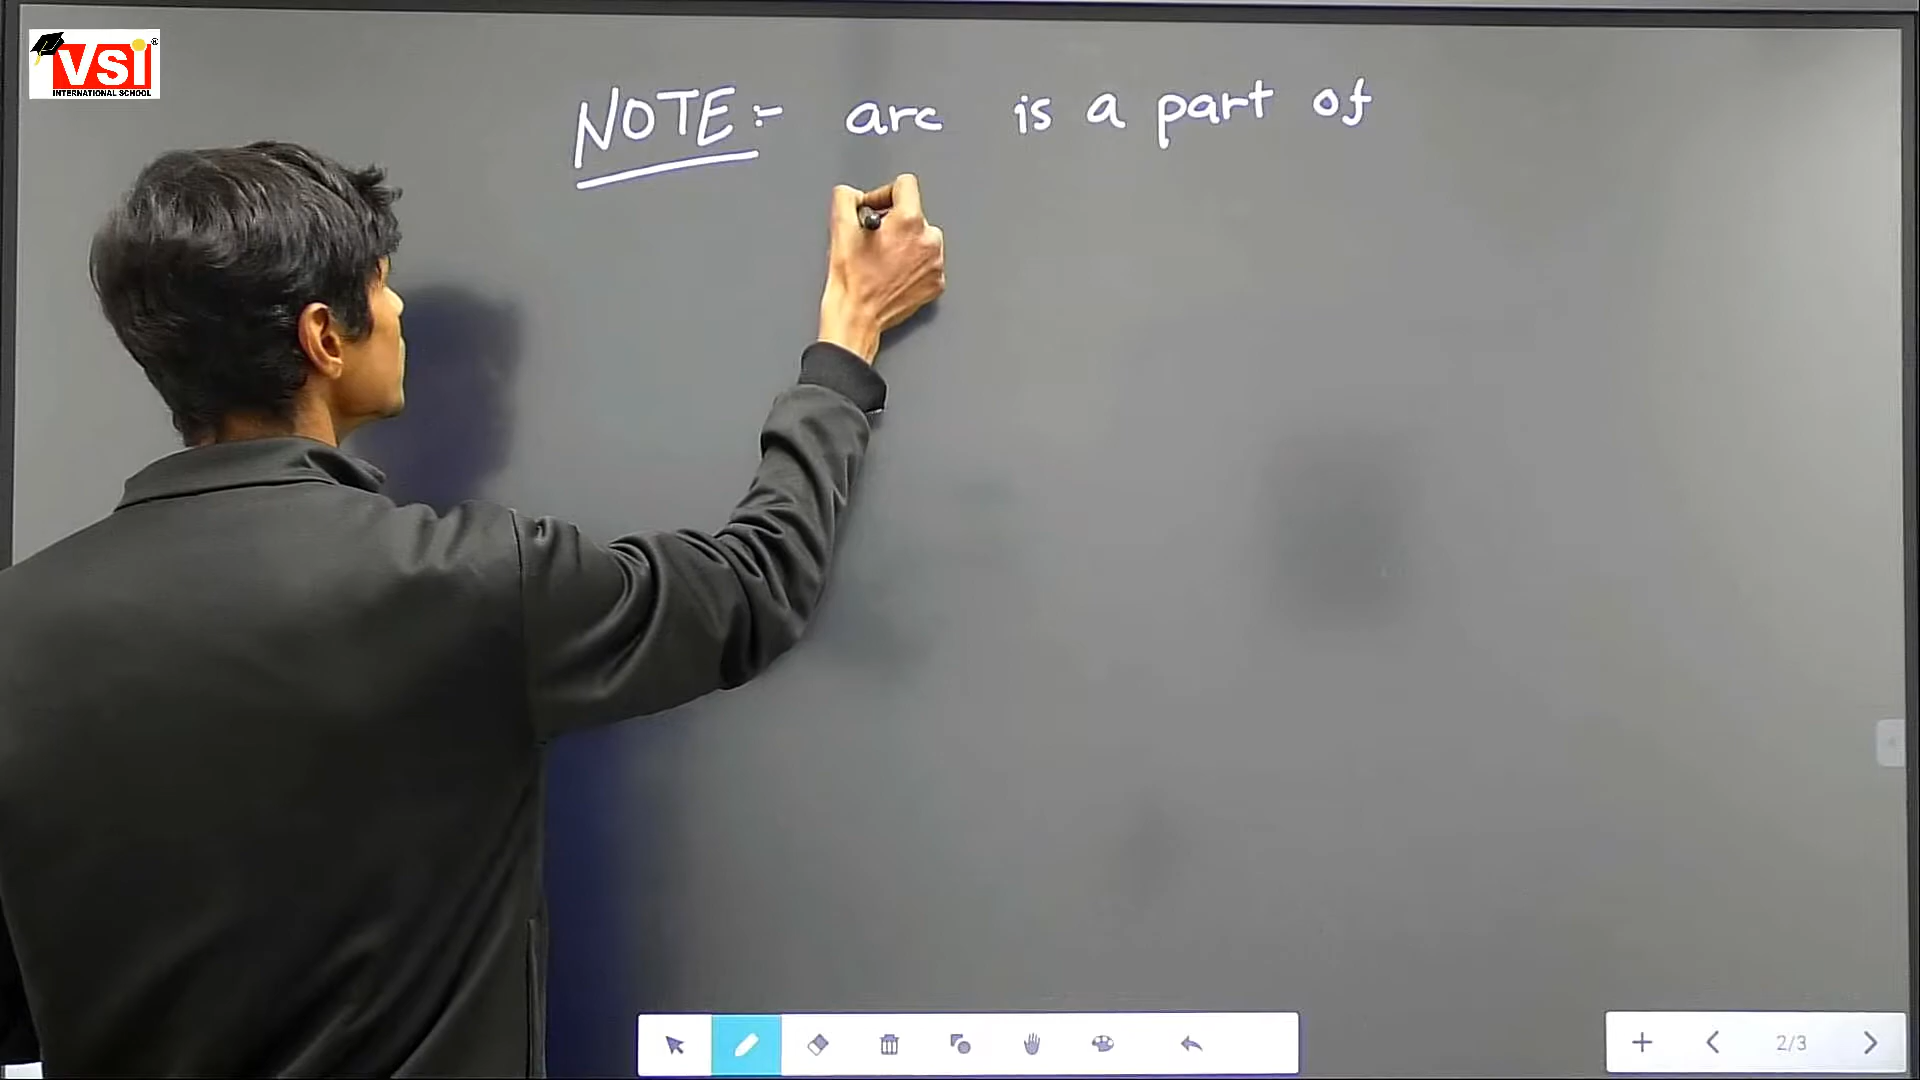 vsi
INTERNATIONAL SCHOOL
NOTE:- arc is a part of
2/3